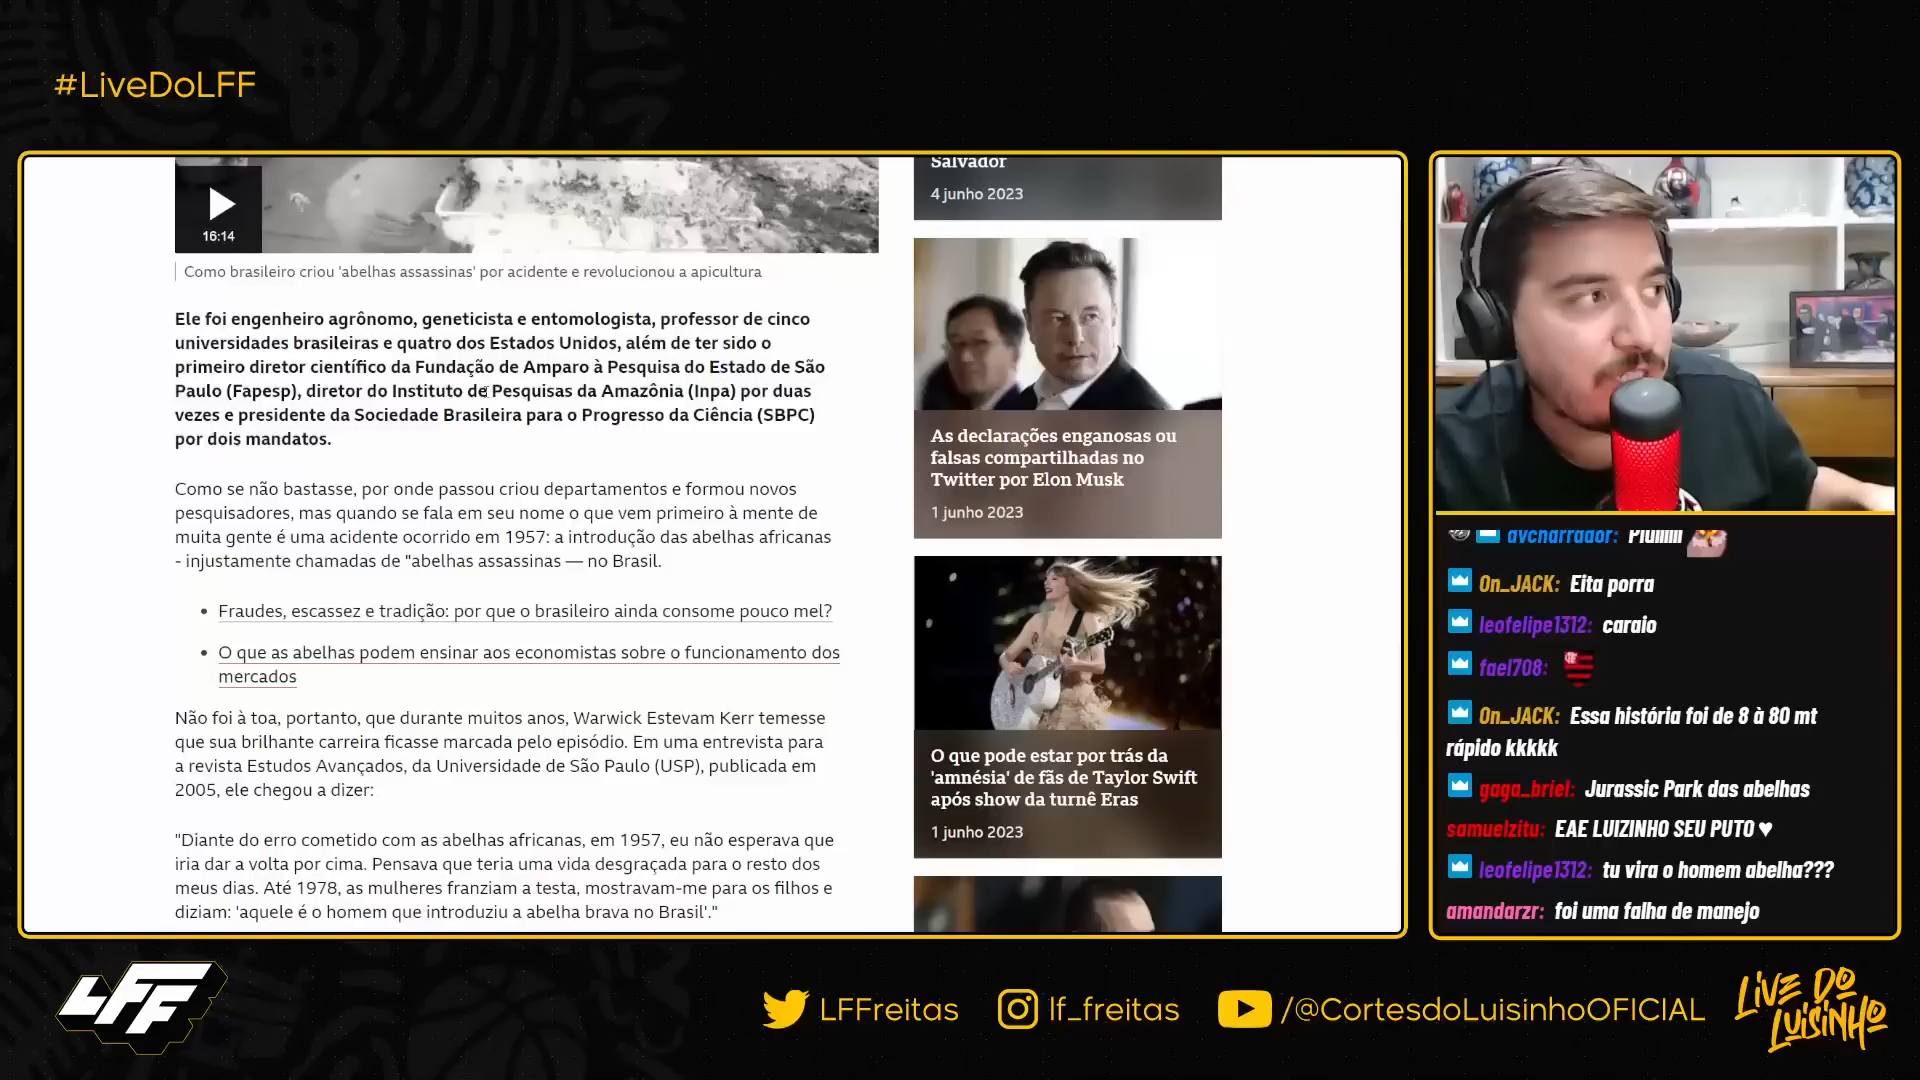 #LiveDoLFF
16:14
Como brasileiro criou 'abelhas assassinas' por acidente e revolucionou a apicultura
Ele foi engenheiro agrônomo, geneticista e entomologista, professor de cinco
universidades brasileiras e quatro dos Estados Unidos, além de ter sido o
primeiro diretor científico da Fundação de Amparo à Pesquisa do Estado de São
Paulo (Fapesp), diretor do Instituto de Pesquisas da Amazônia (Inpa) por duas
vezes e presidente da Sociedade Brasileira para o Progresso da Ciência (SBPC)
por dois mandatos.
Como se não bastasse, por onde passou criou departamentos e formou novos
pesquisadores, mas quando se fala em seu nome o que vem primeiro à mente de
muita gente é uma acidente ocorrido em 1957: a introdução das abelhas africanas
- injustamente chamadas de "abelhas assassinas — no Brasil.
• Fraudes, escassez e tradição: por que o brasileiro ainda consome pouco mel?
• O que as abelhas podem ensinar aos economistas sobre o funcionamento dos
mercados
Não foi à toa, portanto, que durante muitos anos, Warwick Estevam Kerr temesse
que sua brilhante carreira ficasse marcada pelo episódio. Em uma entrevista para
a revista Estudos Avançados, da Universidade de São Paulo (USP), publicada em
2005, ele chegou a dizer:
"Diante do erro cometido com as abelhas africanas, em 1957, eu não esperava que
iria dar a volta por cima. Pensava que teria uma vida desgraçada para o resto dos
meus dias. Até 1978, as mulheres franziam a testa, mostravam-me para os filhos e
diziam: 'aquele é o homem que introduziu a abelha brava no Brasil'."
Salvador
4 junho 2023
As declarações enganosas ou
falsas compartilhadas no
Twitter por Elon Musk
1 junho 2023
O que pode estar por trás da
'amnésia' de fãs de Taylor Swift
após show da turnê Eras
1 junho 2023
avcharrador:
On_JACK: Eita porra
leofelipe1312: caraio
fael708:
On_JACK: Essa história foi de 8 à 80 mt
rápido kkkkk
gaga_briel: Jurassic Park das abelhas
samuelzitu: EAE LUIZINHO SEU PUTO ♥
leofelipe1312: tu vira o homem abelha???
amandarzr: foi uma falha de manejo
LFF
LFFreitas
lf_freitas
/@CortesdoLuisinhoOFICIAL
LIVE DO
LUISINHO